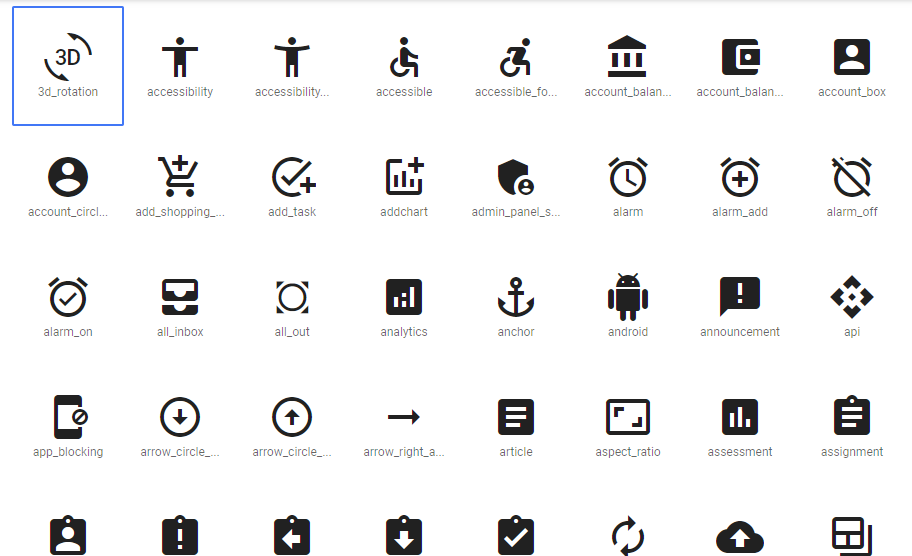 3D
3d_rotation
accessibility
accessibility...
accessible
accessible_fo...
account_balan...
account_balan...
account_box
account_circl...
add_shopping_...
add_task
addchart
admin_panel_s...
alarm
alarm_add
alarm_off
alarm_on
all_inbox
all_out
analytics
anchor
android
announcement
api
app_blocking
arrow_circle_...
arrow_circle_...
arrow_right_a...
article
aspect_ratio
assessment
assignment